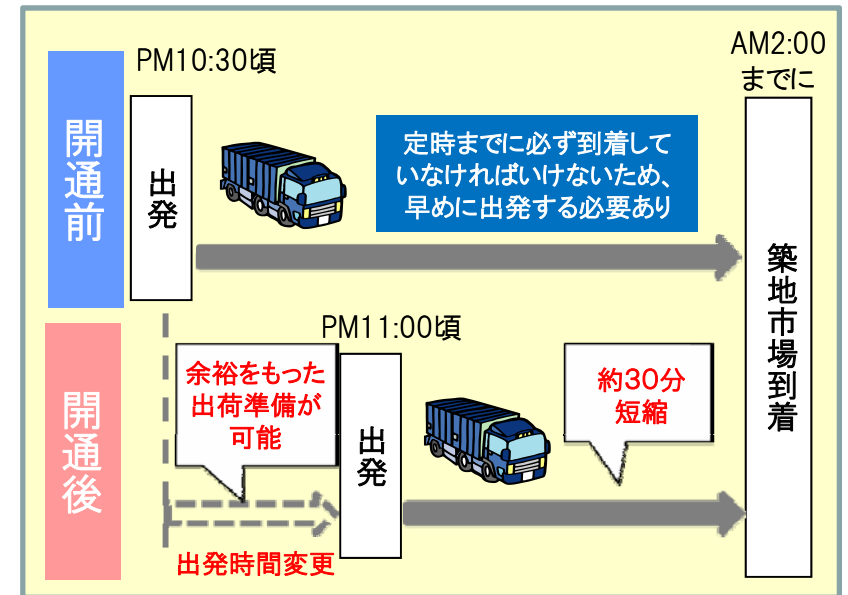 開通前
PM10:30頃
出発
定時までに必ず到着して
いなければいけないため、
早めに出発する必要あり
AM2:00
までに
築地市場到着
開通後
PM11:00頃
余裕をもった
出荷準備が
可能
出発
約30分
短縮
出発時間変更